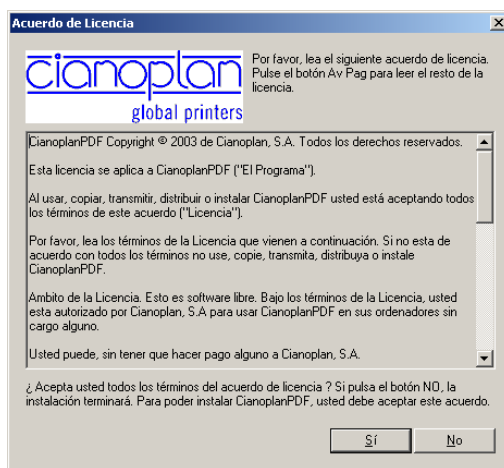 Acuerdo de Licencia
cianoplan
global printers
Por favor, lea el siguiente acuerdo de licencia.
Pulse el botón Av Pag para leer el resto de la
licencia.
CianoplanPDF Copyright © 2003 de Cianoplan, S.A. Todos los derechos reservados.
Esta licencia se aplica a CianoplanPDF ("El Programa").
Al usar, copiar, transmitir, distribuir o instalar CianoplanPDF usted está aceptando todos
los términos de este acuerdo ("Licencia").
Por favor, lea los términos de la Licencia que vienen a continuación. Si no esta de
acuerdo con todos los términos no use, copie, transmita, distribuya o instale
CianoplanPDF.
Ambito de la Licencia. Esto es software libre. Bajo los términos de la Licencia, usted
esta autorizado por Cianoplan, S.A para usar CianoplanPDF en sus ordenadores sin
cargo alguno.
Usted puede, sin tener que hacer pago alguno a Cianoplan, S.A.
¿ Acepta usted todos los términos del acuerdo de licencia ? Si pulsa el botón NO, la
instalación terminará. Para poder instalar CianoplanPDF, usted debe aceptar este acuerdo.
Sí
No